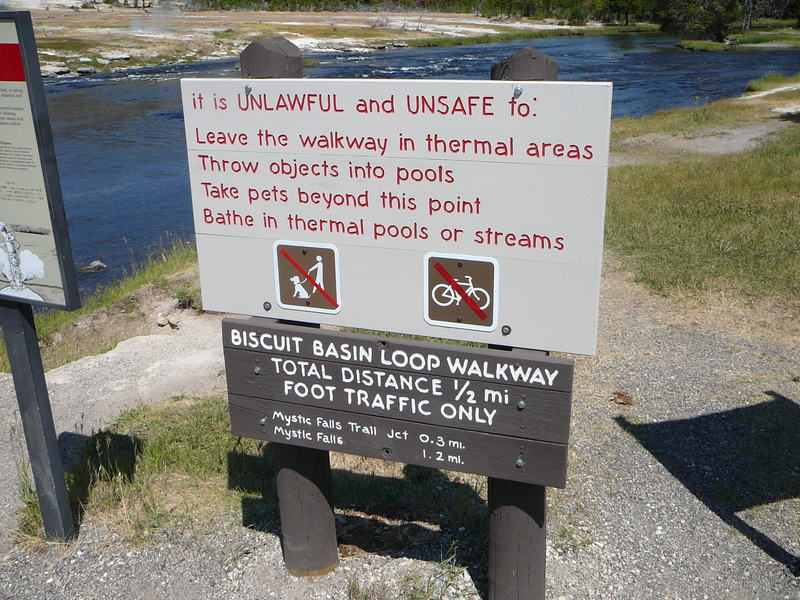 it is UNLAWFUL and UNSAFE to:
Leave the walkway in thermal areas
Throw objects into pools
Take pets beyond this point
Bathe in thermal pools or streams
BISCUIT BASIN LOOP WALKWAY
TOTAL DISTANCE 1/2 mi
FOOT TRAFFIC ONLY
Mystic Falls Trail Jct 0.3 mi.
Mystic Falls 1.2 mi.